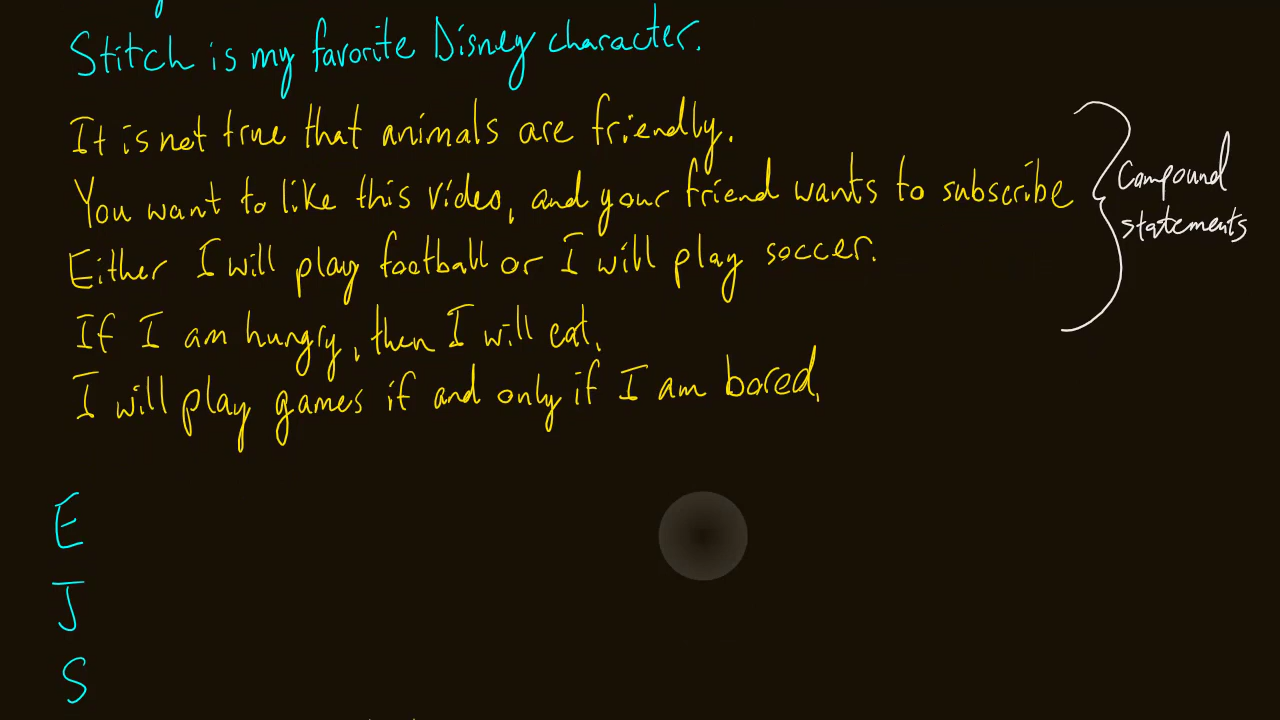 Stitch is my favorite Disney character.
It is not true that animals are friendly.
You want to like this video, and your friend wants to subscribe
Either I will play football or I will play soccer.
If I am hungry, then I will eat.
I will play games if and only if I am bored.
Compound
statements
E
J
S